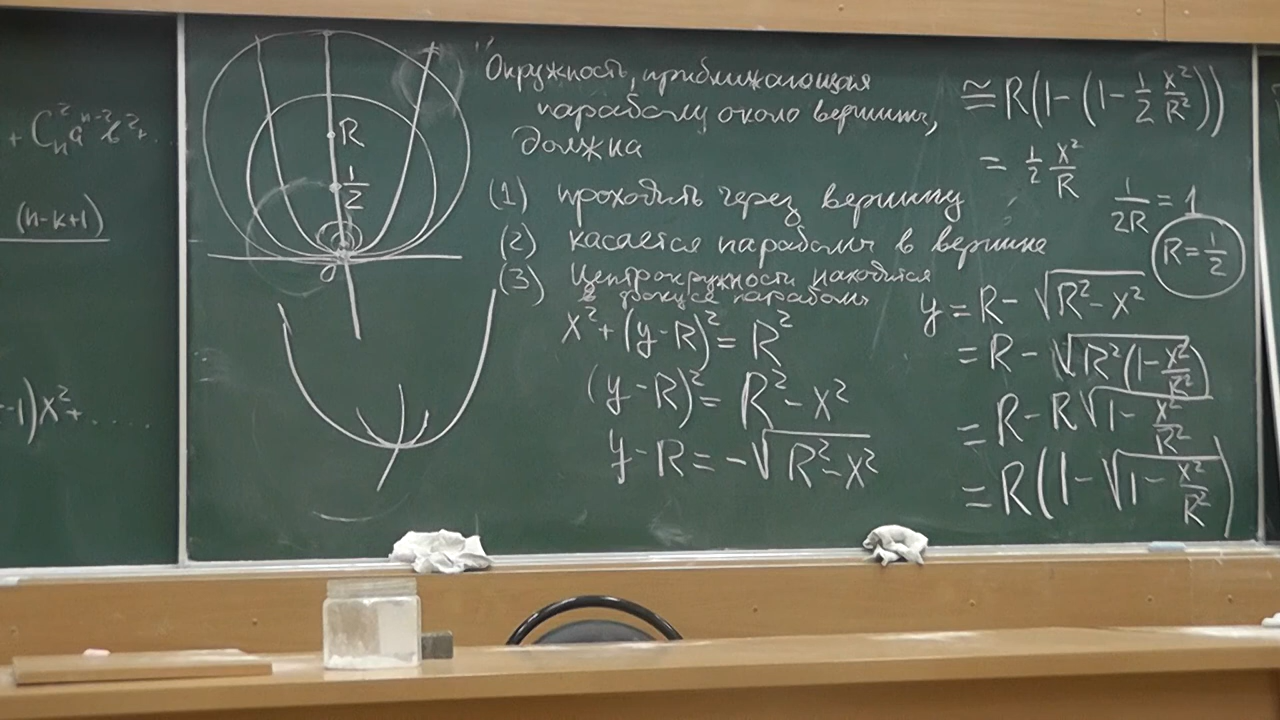 + Cₙ²aⁿ⁻²b²+...
(n-k+1)
-1)x²+.....
R
1/2
"Окружность, приближающая
параболу около вершины,
должна
(1) проходить через вершину
(2) касается параболы в вершине
(3) Центр окружности находится
в фокусе параболы
x²+(y-R)²=R²
(y-R)²=R²-x²
y-R=-√(R²-x²)
≅R(1-(1-1/2 x²/R²))
= 1/2 x²/R
1/2R = 1
R=1/2
y=R-√(R²-x²)
=R-√(R²(1-x²/R²))
=R-R√(1-x²/R²)
=R(1-√(1-x²/R²))